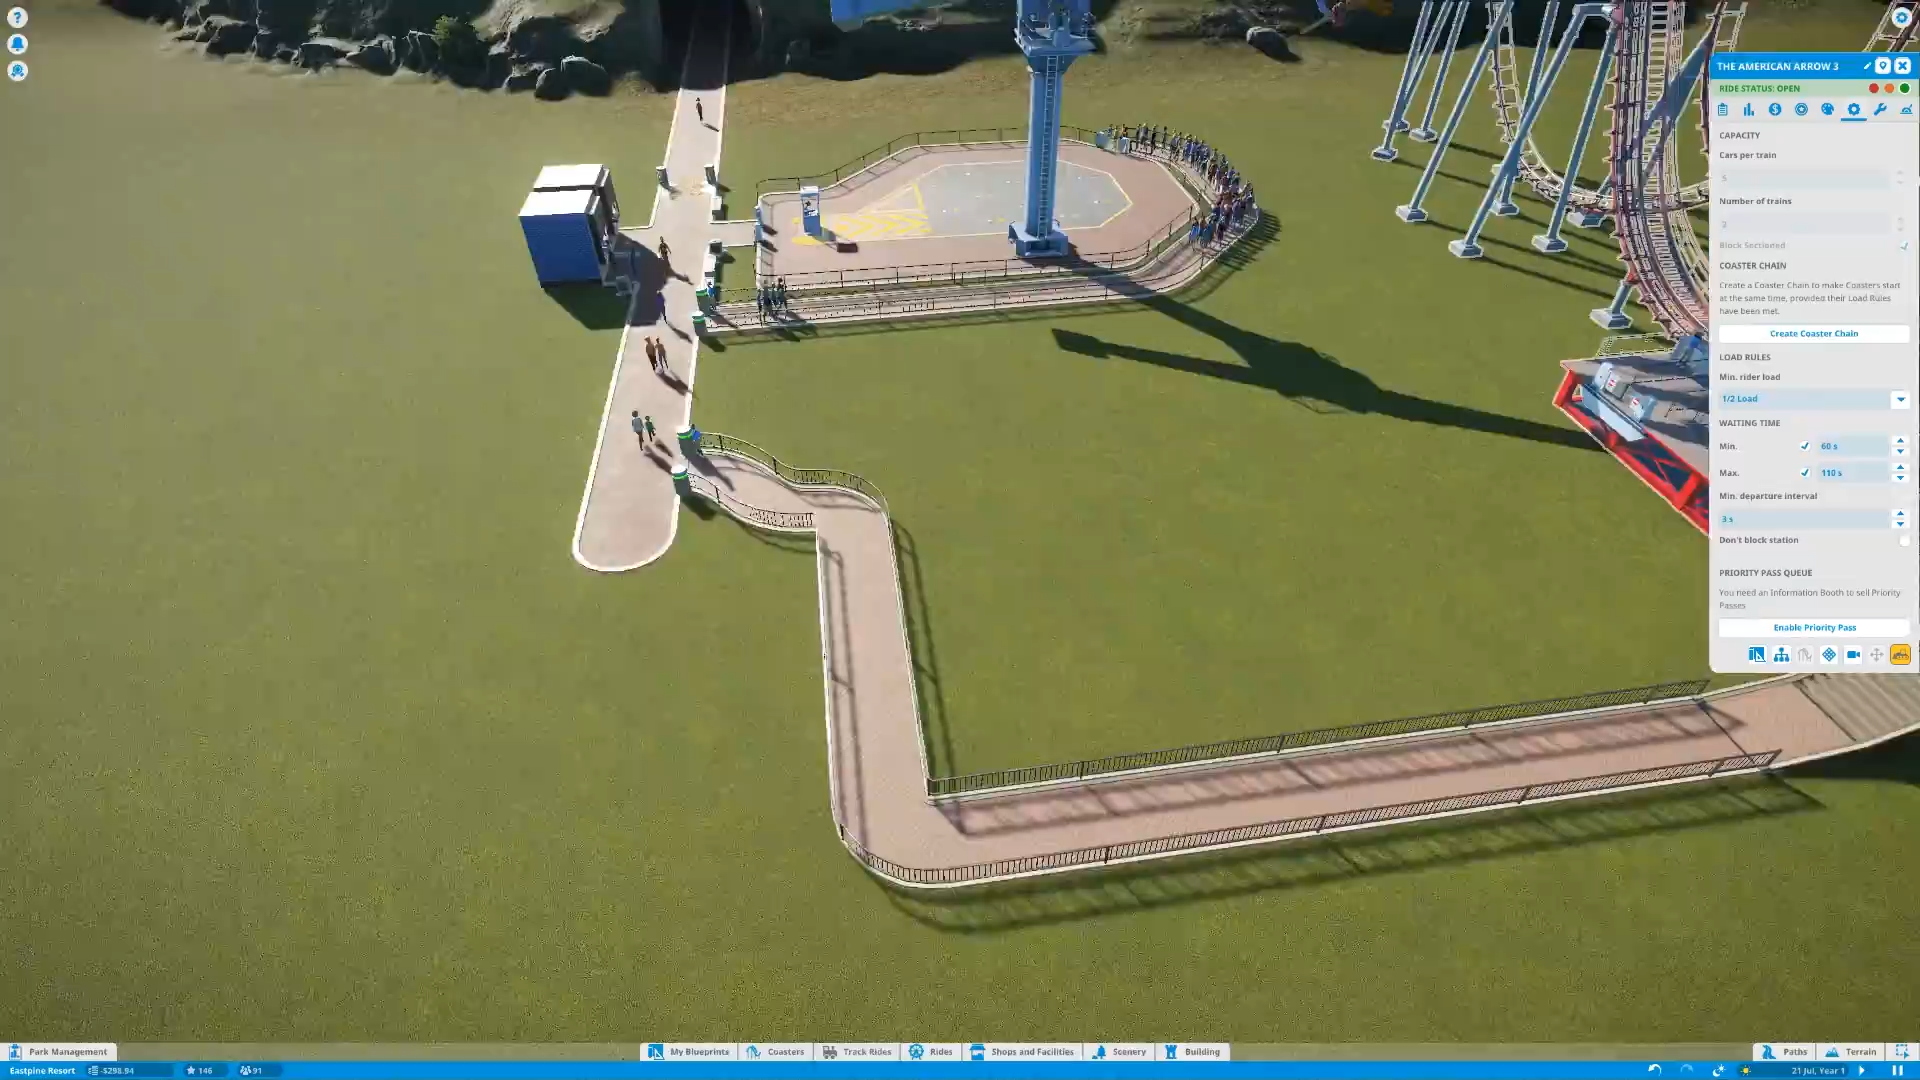 THE AMERICAN ARROW 3
RIDE STATUS: OPEN
CAPACITY
Cars per train
5
Number of trains
2
Block Sectioned
COASTER CHAIN
Create a Coaster Chain to make Coasters start
at the same time, provided their Load Rules
have been met.
Create Coaster Chain
LOAD RULES
Min. rider load
1/2 Load
WAITING TIME
Min. 60 s
Max. 110 s
Min. departure interval
3 s
Don't block station
PRIORITY PASS QUEUE
You need an Information Booth to sell Priority
Passes
Enable Priority Pass
Park Management
My Blueprints
Coasters
Track Rides
Rides
Shops and Facilities
Scenery
Building
Paths
Terrain
Eastpine Resort
-$298.94
146
91
21 Jul, Year 1